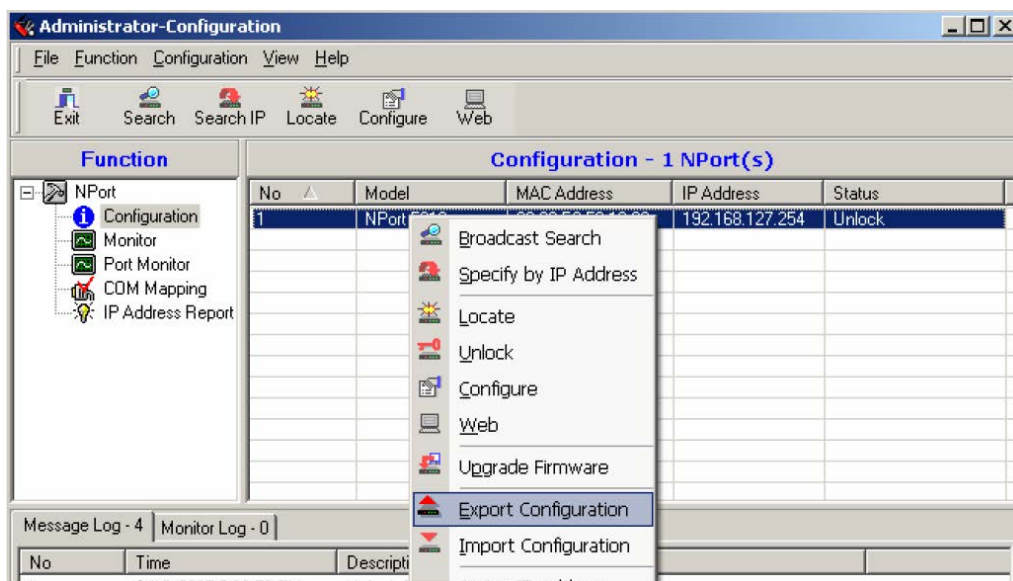 Administrator-Configuration
File Function Configuration View Help
Exit Search Search IP Locate Configure Web
Function
Configuration - 1 NPort(s)
NPort
Configuration
Monitor
Port Monitor
COM Mapping
IP Address Report
No Model MAC Address IP Address Status
1 NPort 192.168.127.254 Unlock
Broadcast Search
Specify by IP Address
Locate
Unlock
Configure
Web
Upgrade Firmware
Export Configuration
Import Configuration
Message Log - 4 Monitor Log - 0
No Time Descripti